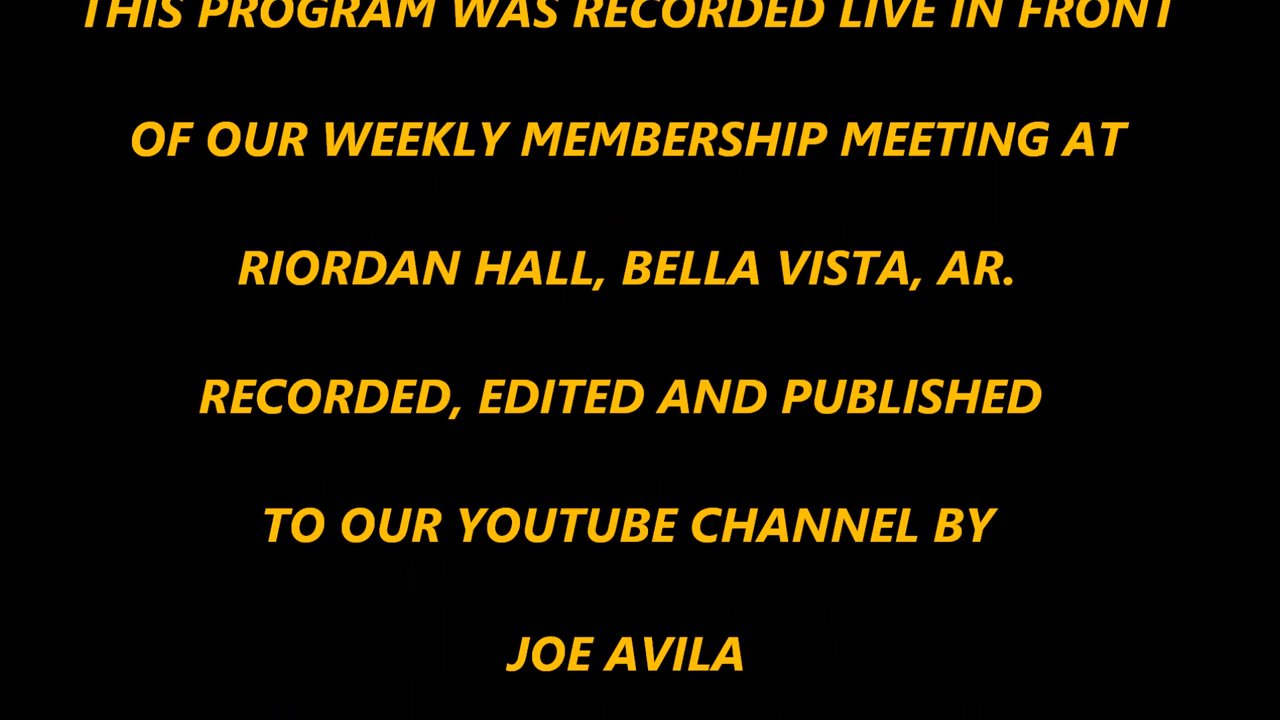 THIS PROGRAM WAS RECORDED LIVE IN FRONT
OF OUR WEEKLY MEMBERSHIP MEETING AT
RIORDAN HALL, BELLA VISTA, AR.
RECORDED, EDITED AND PUBLISHED
TO OUR YOUTUBE CHANNEL BY
JOE AVILA